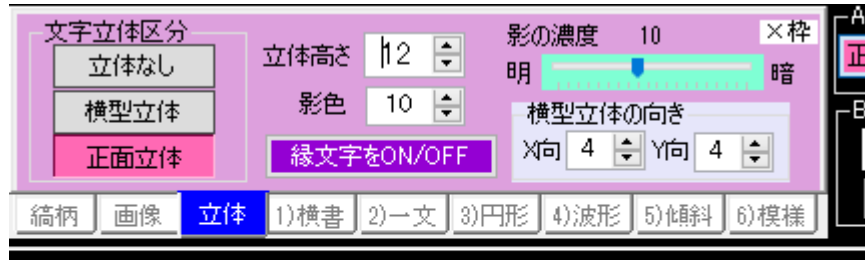 文字立体区分
立体なし
横型立体
正面立体
立体高さ 12
影色 10
縁文字をON/OFF
影の濃度 10 ×枠
明 暗
横型立体の向き
X向 4 Y向 4
縞柄 画像 立体 1)横書 2)一文 3)円形 4)波形 5)傾斜 6)模様
A
正
B